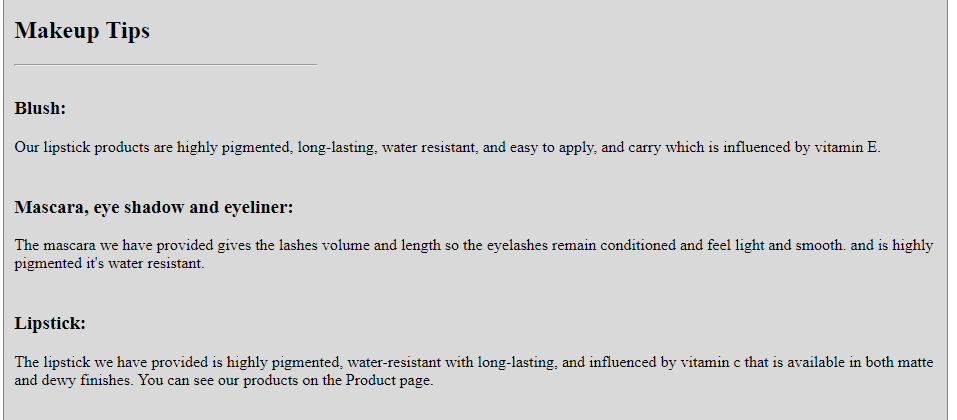 Makeup Tips
Blush:
Our lipstick products are highly pigmented, long-lasting, water resistant, and easy to apply, and carry which is influenced by vitamin E.
Mascara, eye shadow and eyeliner:
The mascara we have provided gives the lashes volume and length so the eyelashes remain conditioned and feel light and smooth. and is highly
pigmented it's water resistant.
Lipstick:
The lipstick we have provided is highly pigmented, water-resistant with long-lasting, and influenced by vitamin c that is available in both matte
and dewy finishes. You can see our products on the Product page.